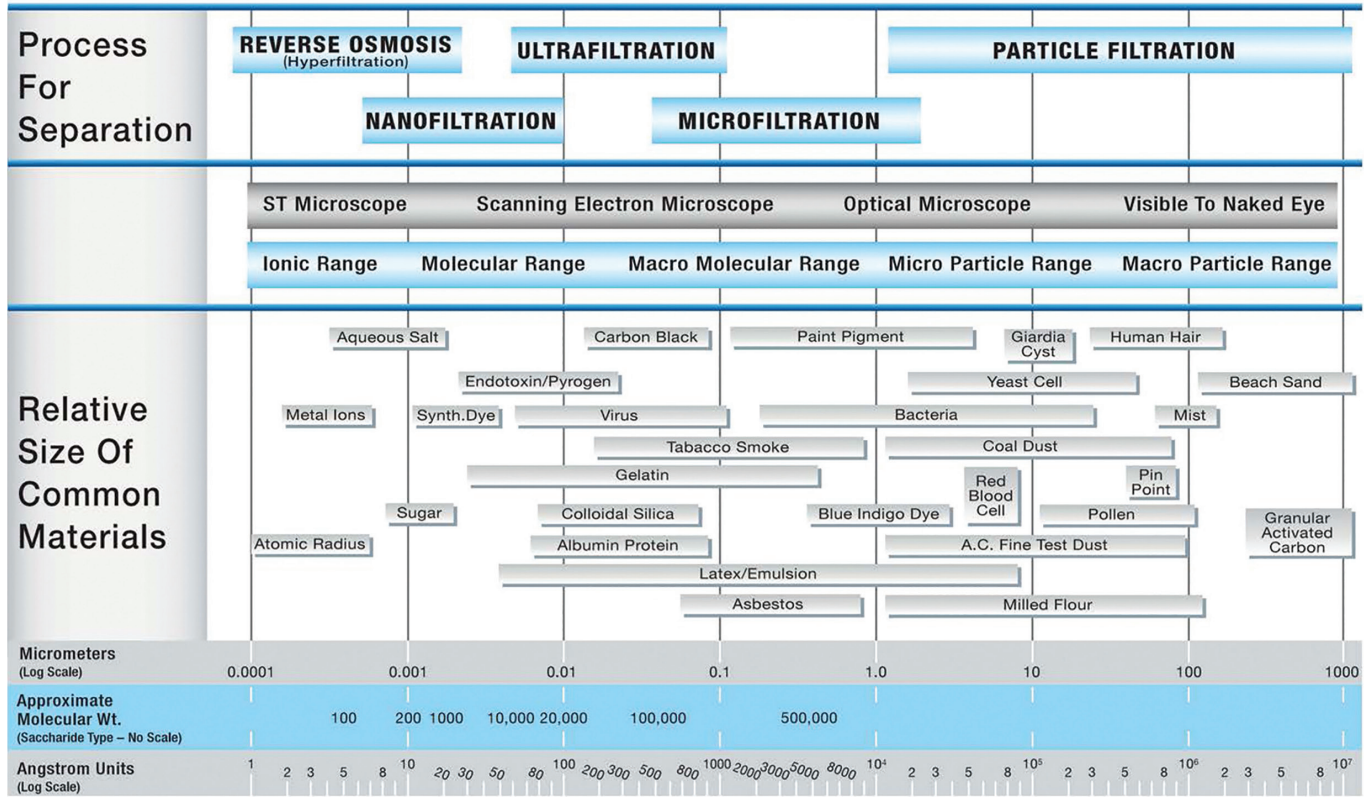 Process
For
Separation
REVERSE OSMOSIS
(Hyperfiltration)
ULTRAFILTRATION
PARTICLE FILTRATION
NANOFILTRATION
MICROFILTRATION
ST Microscope Scanning Electron Microscope Optical Microscope Visible To Naked Eye
Ionic Range Molecular Range Macro Molecular Range Micro Particle Range Macro Particle Range
Relative
Size Of
Common
Materials
Aqueous Salt
Carbon Black
Paint Pigment
Giardia
Cyst
Human Hair
Endotoxin/Pyrogen
Yeast Cell
Beach Sand
Metal Ions
Synth.Dye
Virus
Bacteria
Mist
Tabacco Smoke
Coal Dust
Gelatin
Red
Blood
Cell
Pin
Point
Sugar
Colloidal Silica
Blue Indigo Dye
Pollen
Granular
Activated
Carbon
Atomic Radius
Albumin Protein
A.C. Fine Test Dust
Latex/Emulsion
Asbestos
Milled Flour
Micrometers
(Log Scale)
0.0001 0.001 0.01 0.1 1.0 10 100 1000
Approximate
Molecular Wt.
(Saccharide Type – No Scale)
100 200 1000 10,000 20,000 100,000 500,000
Angstrom Units
(Log Scale)
1 2 3 5 8 10 20 30 50 80 100 200 300 500 800 1000 2000 3000 5000 8000 10⁴ 2 3 5 8 10⁵ 2 3 5 8 10⁶ 2 3 5 8 10⁷